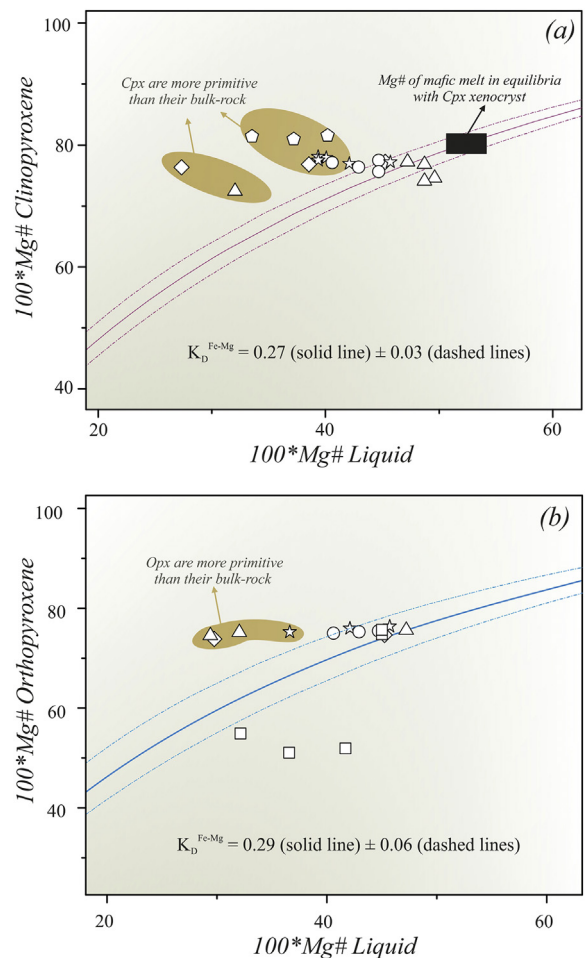 (a)
100
80
60
40
20
40
60
100*Mg# Clinopyroxene
100*Mg# Liquid
Cpx are more primitive
than their bulk-rock
Mg# of mafic melt in equilibria
with Cpx xenocryst
K_D^Fe-Mg = 0.27 (solid line) ± 0.03 (dashed lines)
(b)
100
80
60
40
20
40
60
100*Mg# Orthopyroxene
100*Mg# Liquid
Opx are more primitive
than their bulk-rock
K_D^Fe-Mg = 0.29 (solid line) ± 0.06 (dashed lines)